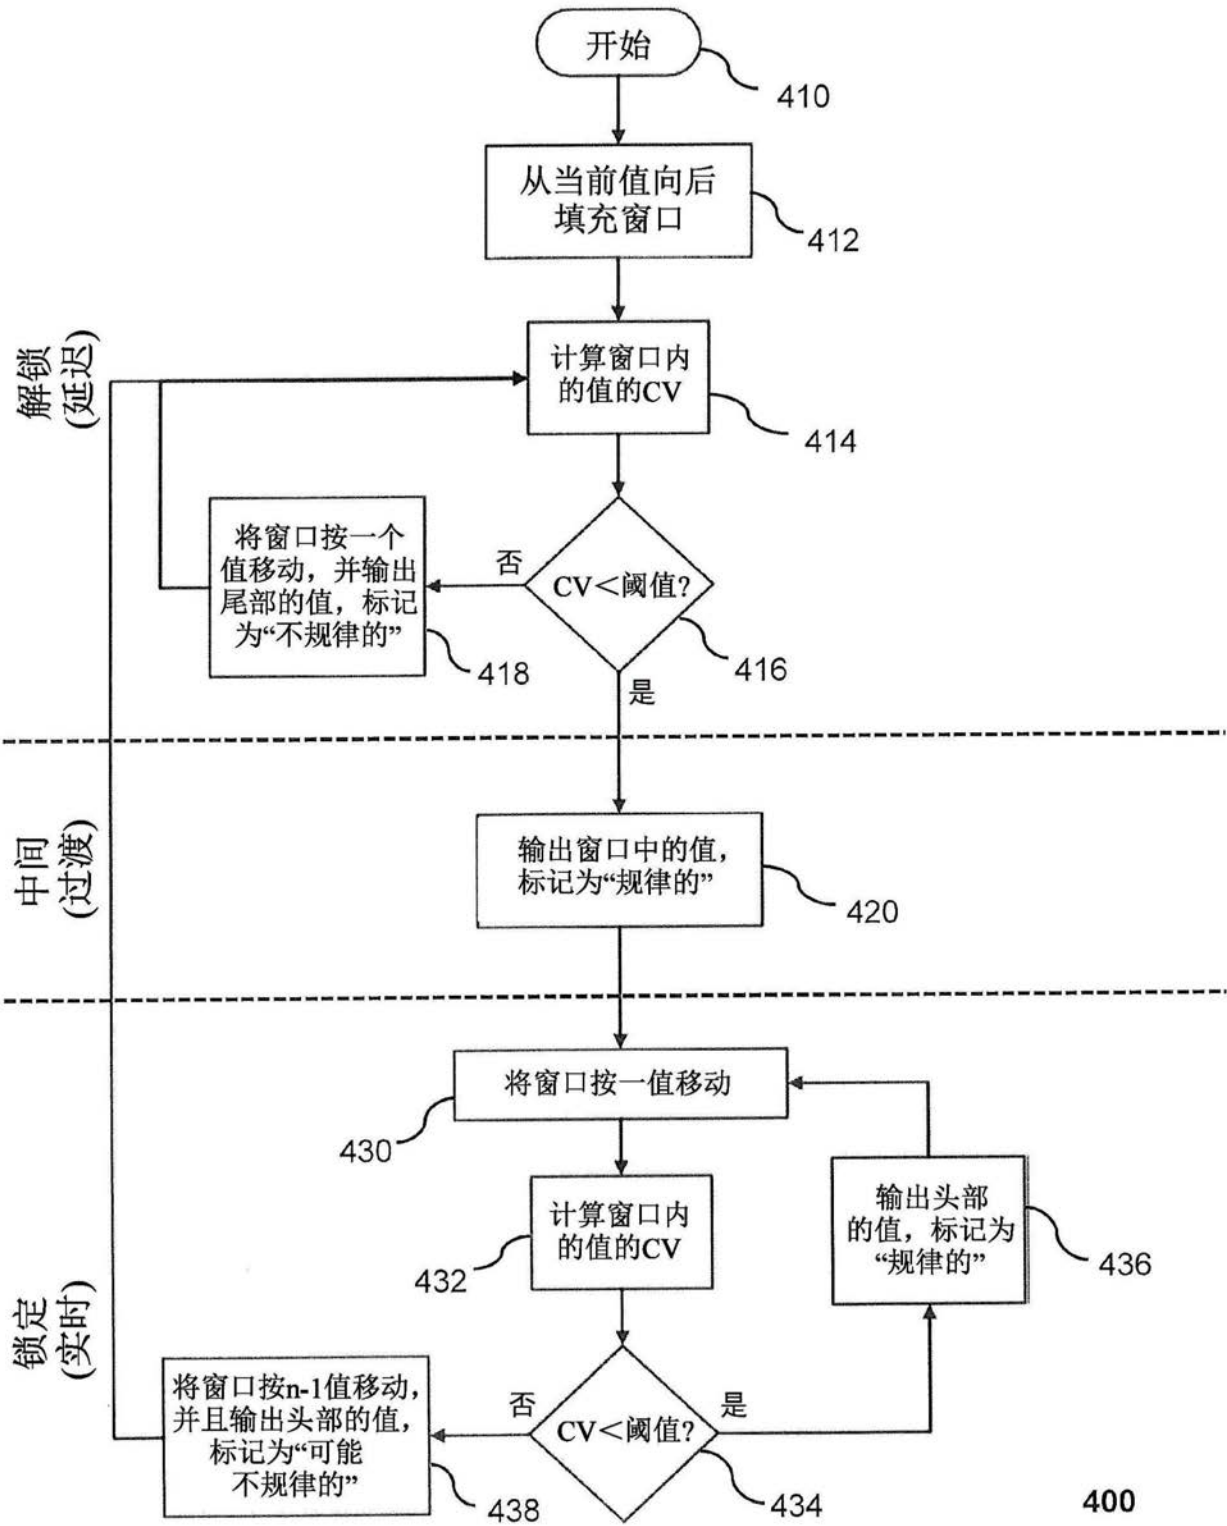 开始
410
从当前值向后
填充窗口
412
解锁
(延迟)
计算窗口内
的值的CV
414
将窗口按一个
值移动，并输出
尾部的值，标记
为“不规律的”
418
否
CV＜阈值?
416
是
中间
(过渡)
输出窗口中的值，
标记为“规律的”
420
锁定
(实时)
将窗口按一值移动
430
计算窗口内
的值的CV
432
输出头部
的值，标记为
“规律的”
436
将窗口按n-1值移动，
并且输出头部的值，
标记为“可能
不规律的”
438
否
CV＜阈值?
是
434
400